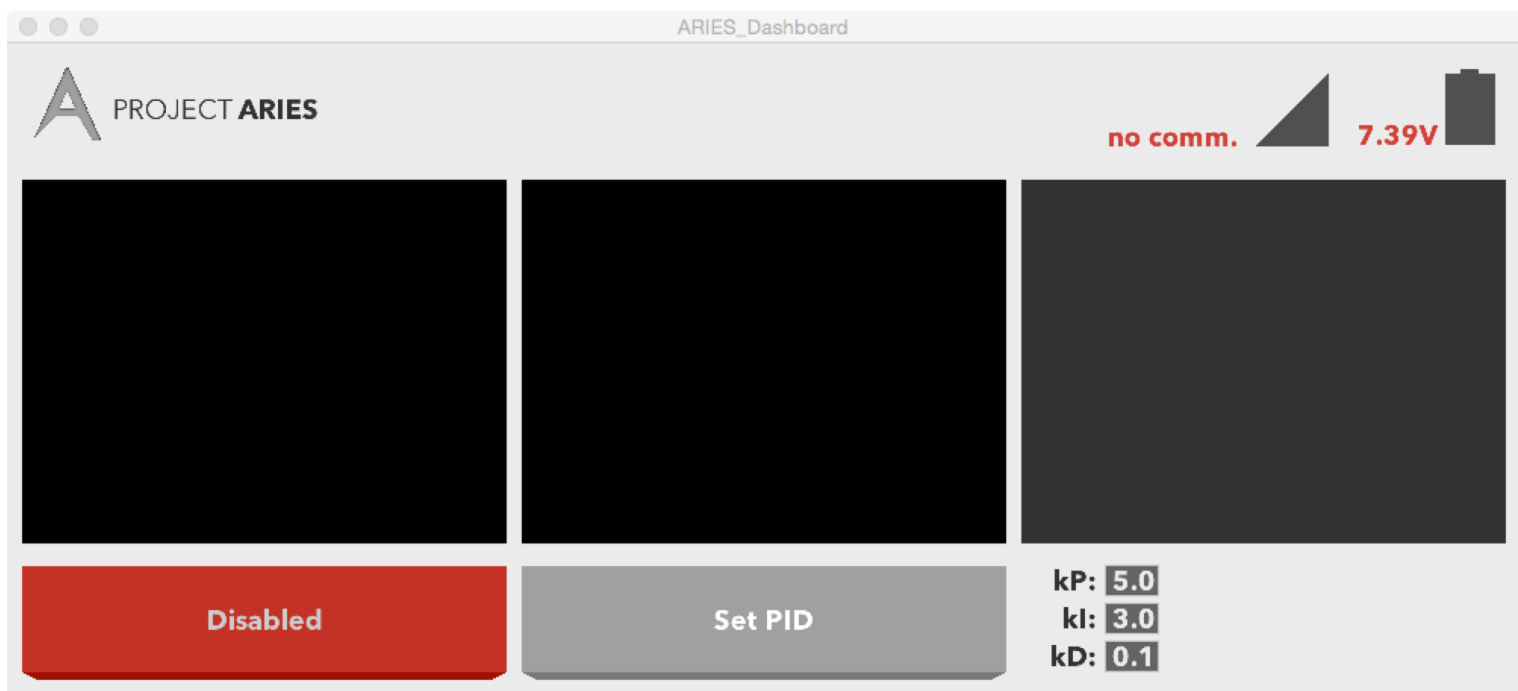 ARIES_Dashboard
PROJECT ARIES
no comm.
7.39V
Disabled
Set PID
kP: 5.0
kI: 3.0
kD: 0.1